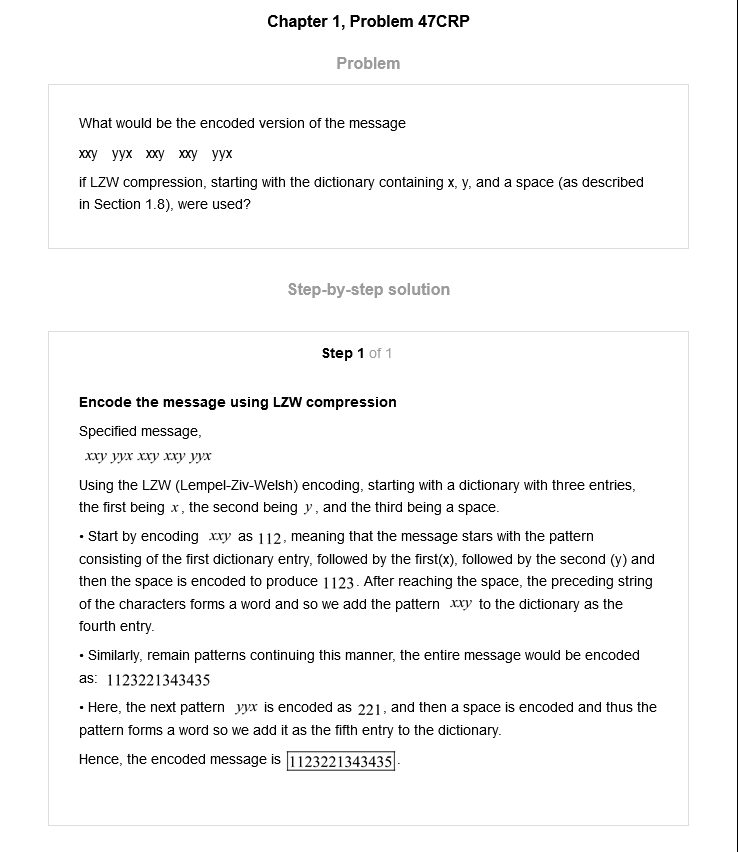 Chapter 1, Problem 47CRP
Problem
What would be the encoded version of the message
xxy yyx xxy xxy yyx
if LZW compression, starting with the dictionary containing x, y, and a space (as described
in Section 1.8), were used?
Step-by-step solution
Step 1 of 1
Encode the message using LZW compression
Specified message,
xxy yyx xxy xxy yyx
Using the LZW (Lempel-Ziv-Welsh) encoding, starting with a dictionary with three entries,
the first being x, the second being y, and the third being a space.
• Start by encoding xxy as 112, meaning that the message stars with the pattern
consisting of the first dictionary entry, followed by the first(x), followed by the second (y) and
then the space is encoded to produce 1123. After reaching the space, the preceding string
of the characters forms a word and so we add the pattern xxy to the dictionary as the
fourth entry.
• Similarly, remain patterns continuing this manner, the entire message would be encoded
as: 1123221343435
• Here, the next pattern yyx is encoded as 221, and then a space is encoded and thus the
pattern forms a word so we add it as the fifth entry to the dictionary.
Hence, the encoded message is 1123221343435.